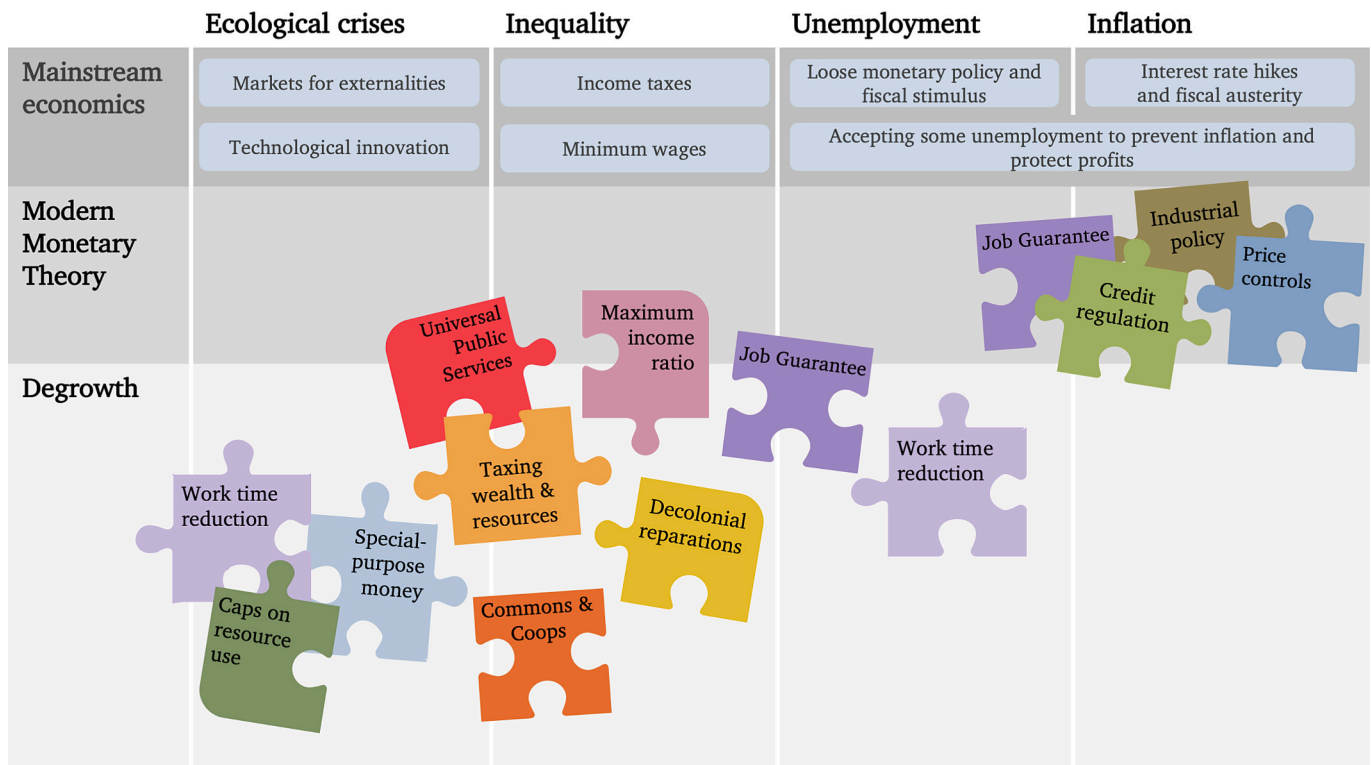 Ecological crises
Inequality
Unemployment
Inflation
Mainstream
economics
Markets for externalities
Income taxes
Loose monetary policy and
fiscal stimulus
Interest rate hikes
and fiscal austerity
Technological innovation
Minimum wages
Accepting some unemployment to prevent inflation and
protect profits
Modern
Monetary
Theory
Job Guarantee
Industrial
policy
Price
controls
Credit
regulation
Universal
Public
Services
Maximum
income
ratio
Job Guarantee
Degrowth
Work time
reduction
Taxing
wealth &
resources
Work time
reduction
Decolonial
reparations
Special-
purpose
money
Caps on
resource
use
Commons &
Coops